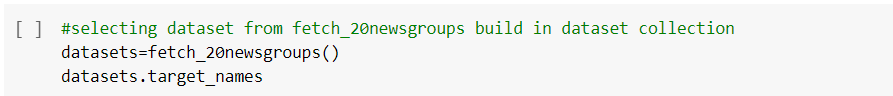 [ ] #selecting dataset from fetch_20newsgroups build in dataset collection
datasets=fetch_20newsgroups()
datasets.target_names